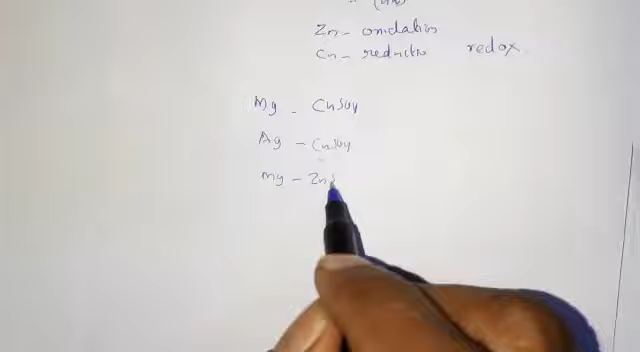 Zn - oxidation
Cu - reduction redox
Mg - CuSO4
Ag - CuSO4
Mg - Zn